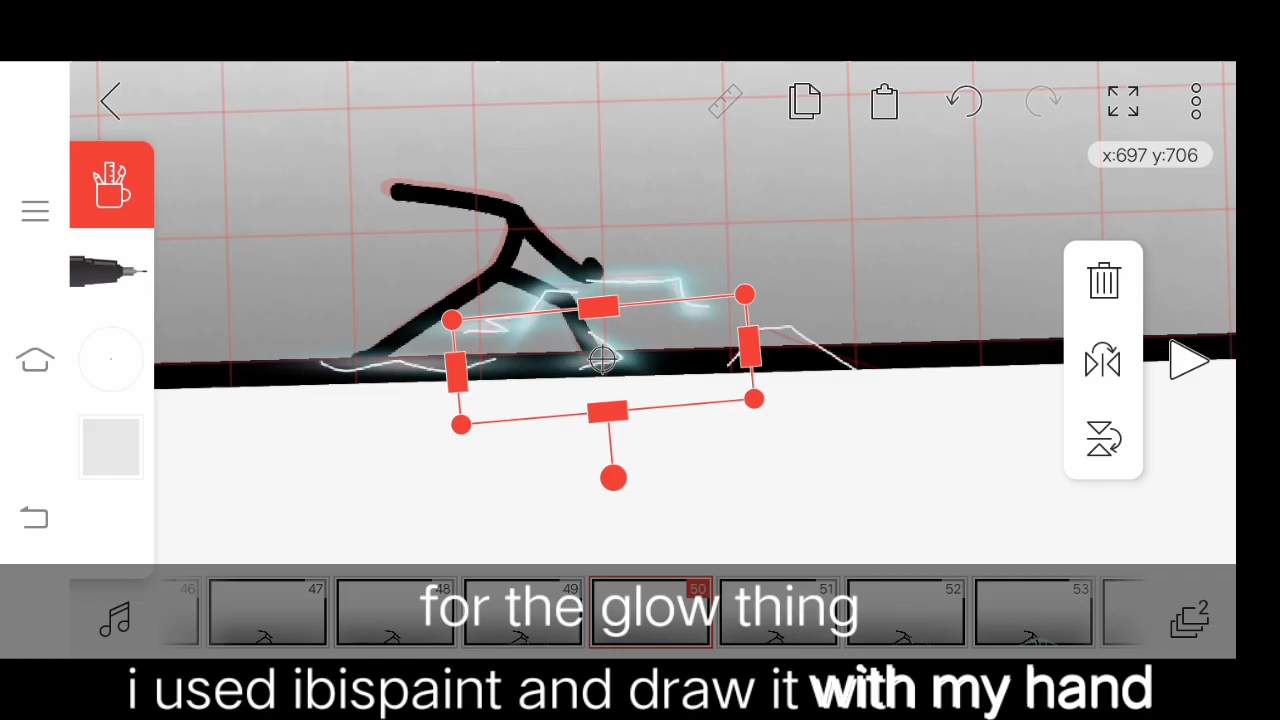 x:697 y:706
46 47 48 49 50 51 52 53
2
for the glow thing
i used ibispaint and draw it with my hand